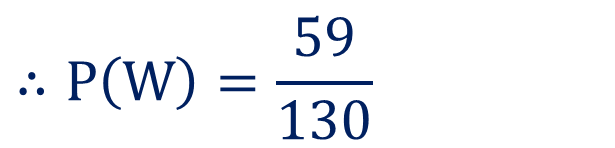 ∴ P(W) = 59/130